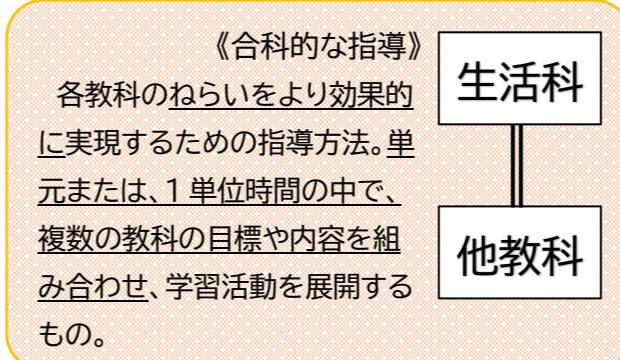 《合科的な指導》
各教科のねらいをより効果的
に実現するための指導方法。単
元または、1単位時間の中で、
複数の教科の目標や内容を組
み合わせ、学習活動を展開する
もの。
生活科
他教科